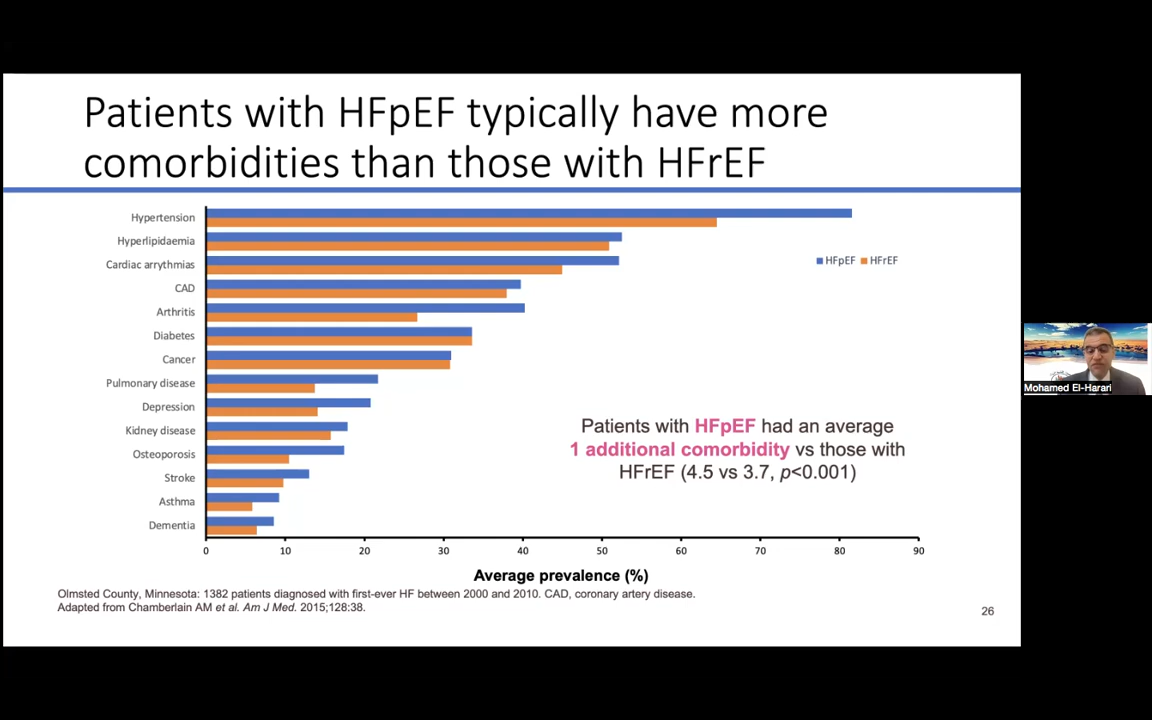 Patients with HFpEF typically have more
comorbidities than those with HFrEF
Hypertension
Hyperlipidaemia
Cardiac arrythmias
CAD
Arthritis
Diabetes
Cancer
Pulmonary disease
Depression
Kidney disease
Osteoporosis
Stroke
Asthma
Dementia
HFpEF HFrEF
Patients with HFpEF had an average
1 additional comorbidity vs those with
HFrEF (4.5 vs 3.7, p<0.001)
0 10 20 30 40 50 60 70 80 90
Average prevalence (%)
Olmsted County, Minnesota: 1382 patients diagnosed with first-ever HF between 2000 and 2010. CAD, coronary artery disease.
Adapted from Chamberlain AM et al. Am J Med. 2015;128:38.
26
Mohamed El-Harari